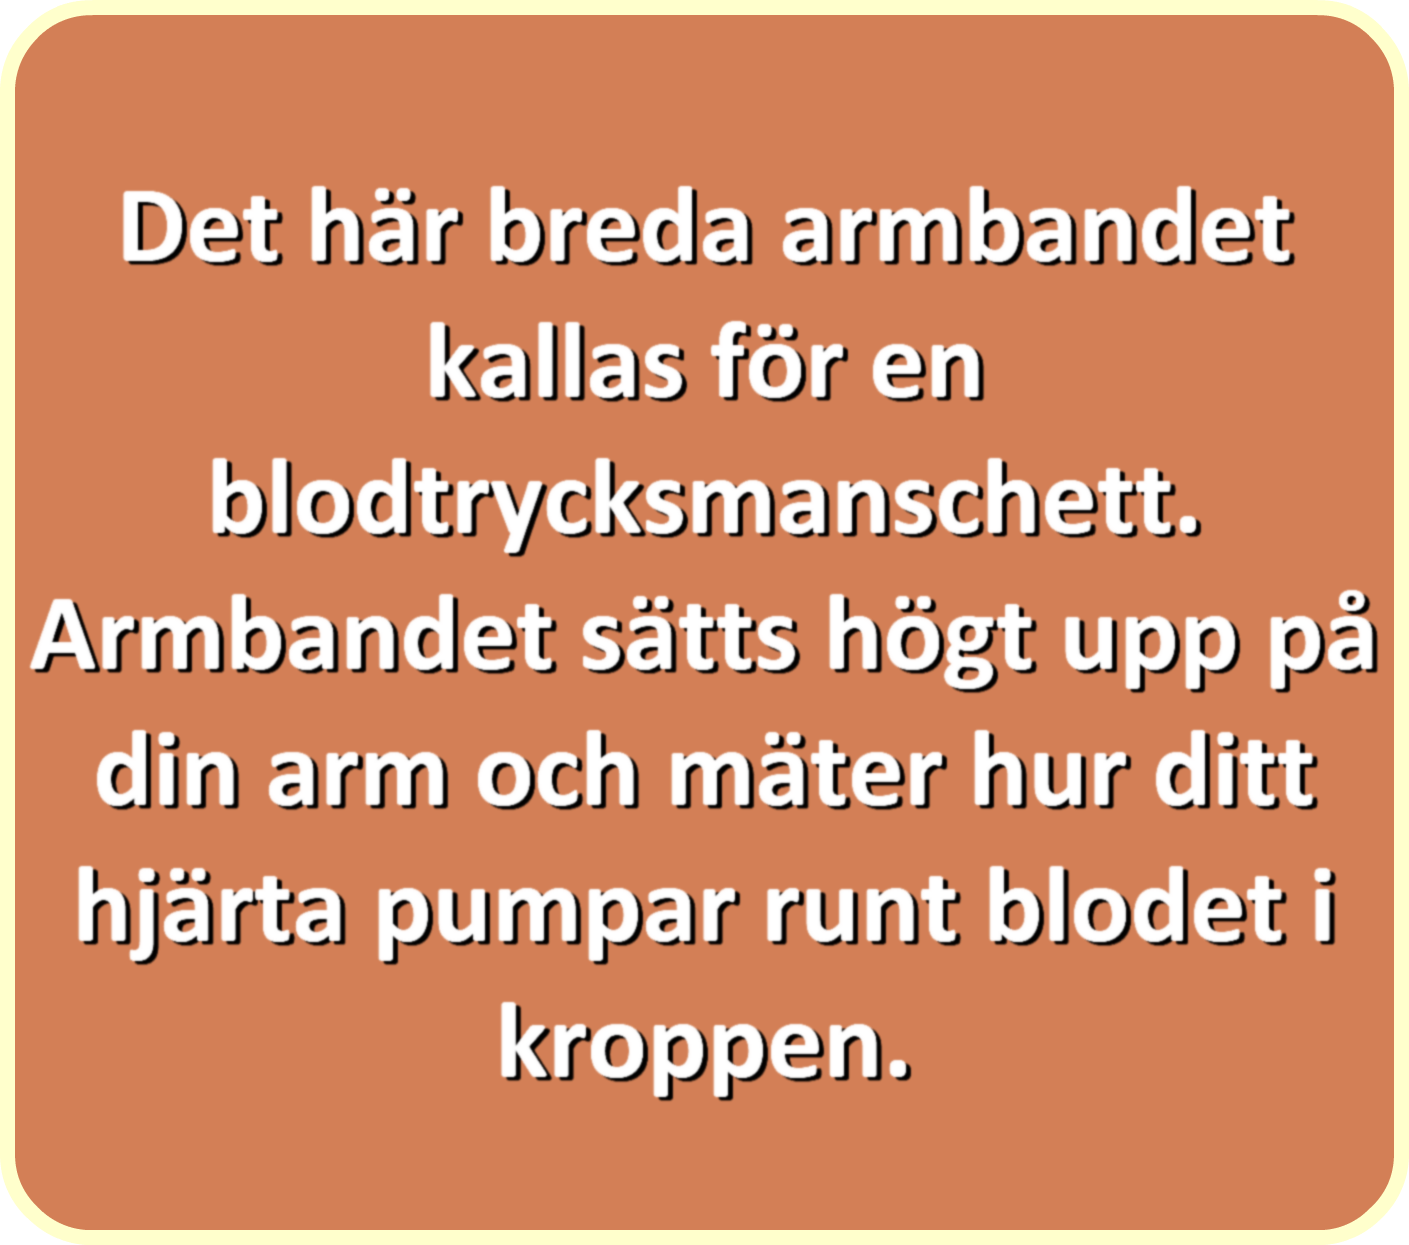 Det här breda armbandet
kallas för en
blodtrycksmanschett.
Armbandet sätts högt upp på
din arm och mäter hur ditt
hjärta pumpar runt blodet i
kroppen.